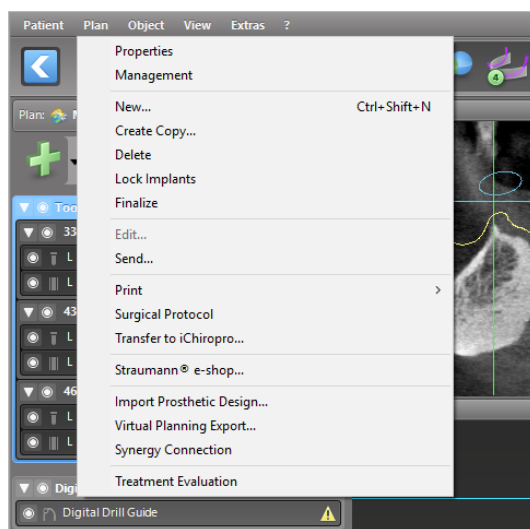 Patient Plan Object View Extras ?
Properties
Management
4
Plan:
New... Ctrl+Shift+N
Create Copy...
Delete
Lock Implants
Finalize
33
Edit...
L
Send...
L
Print
43
Surgical Protocol
L
Transfer to iChiropro...
L
Straumann® e-shop...
46
Import Prosthetic Design...
L
Virtual Planning Export...
L
Synergy Connection
Treatment Evaluation
Digital Drill Guide